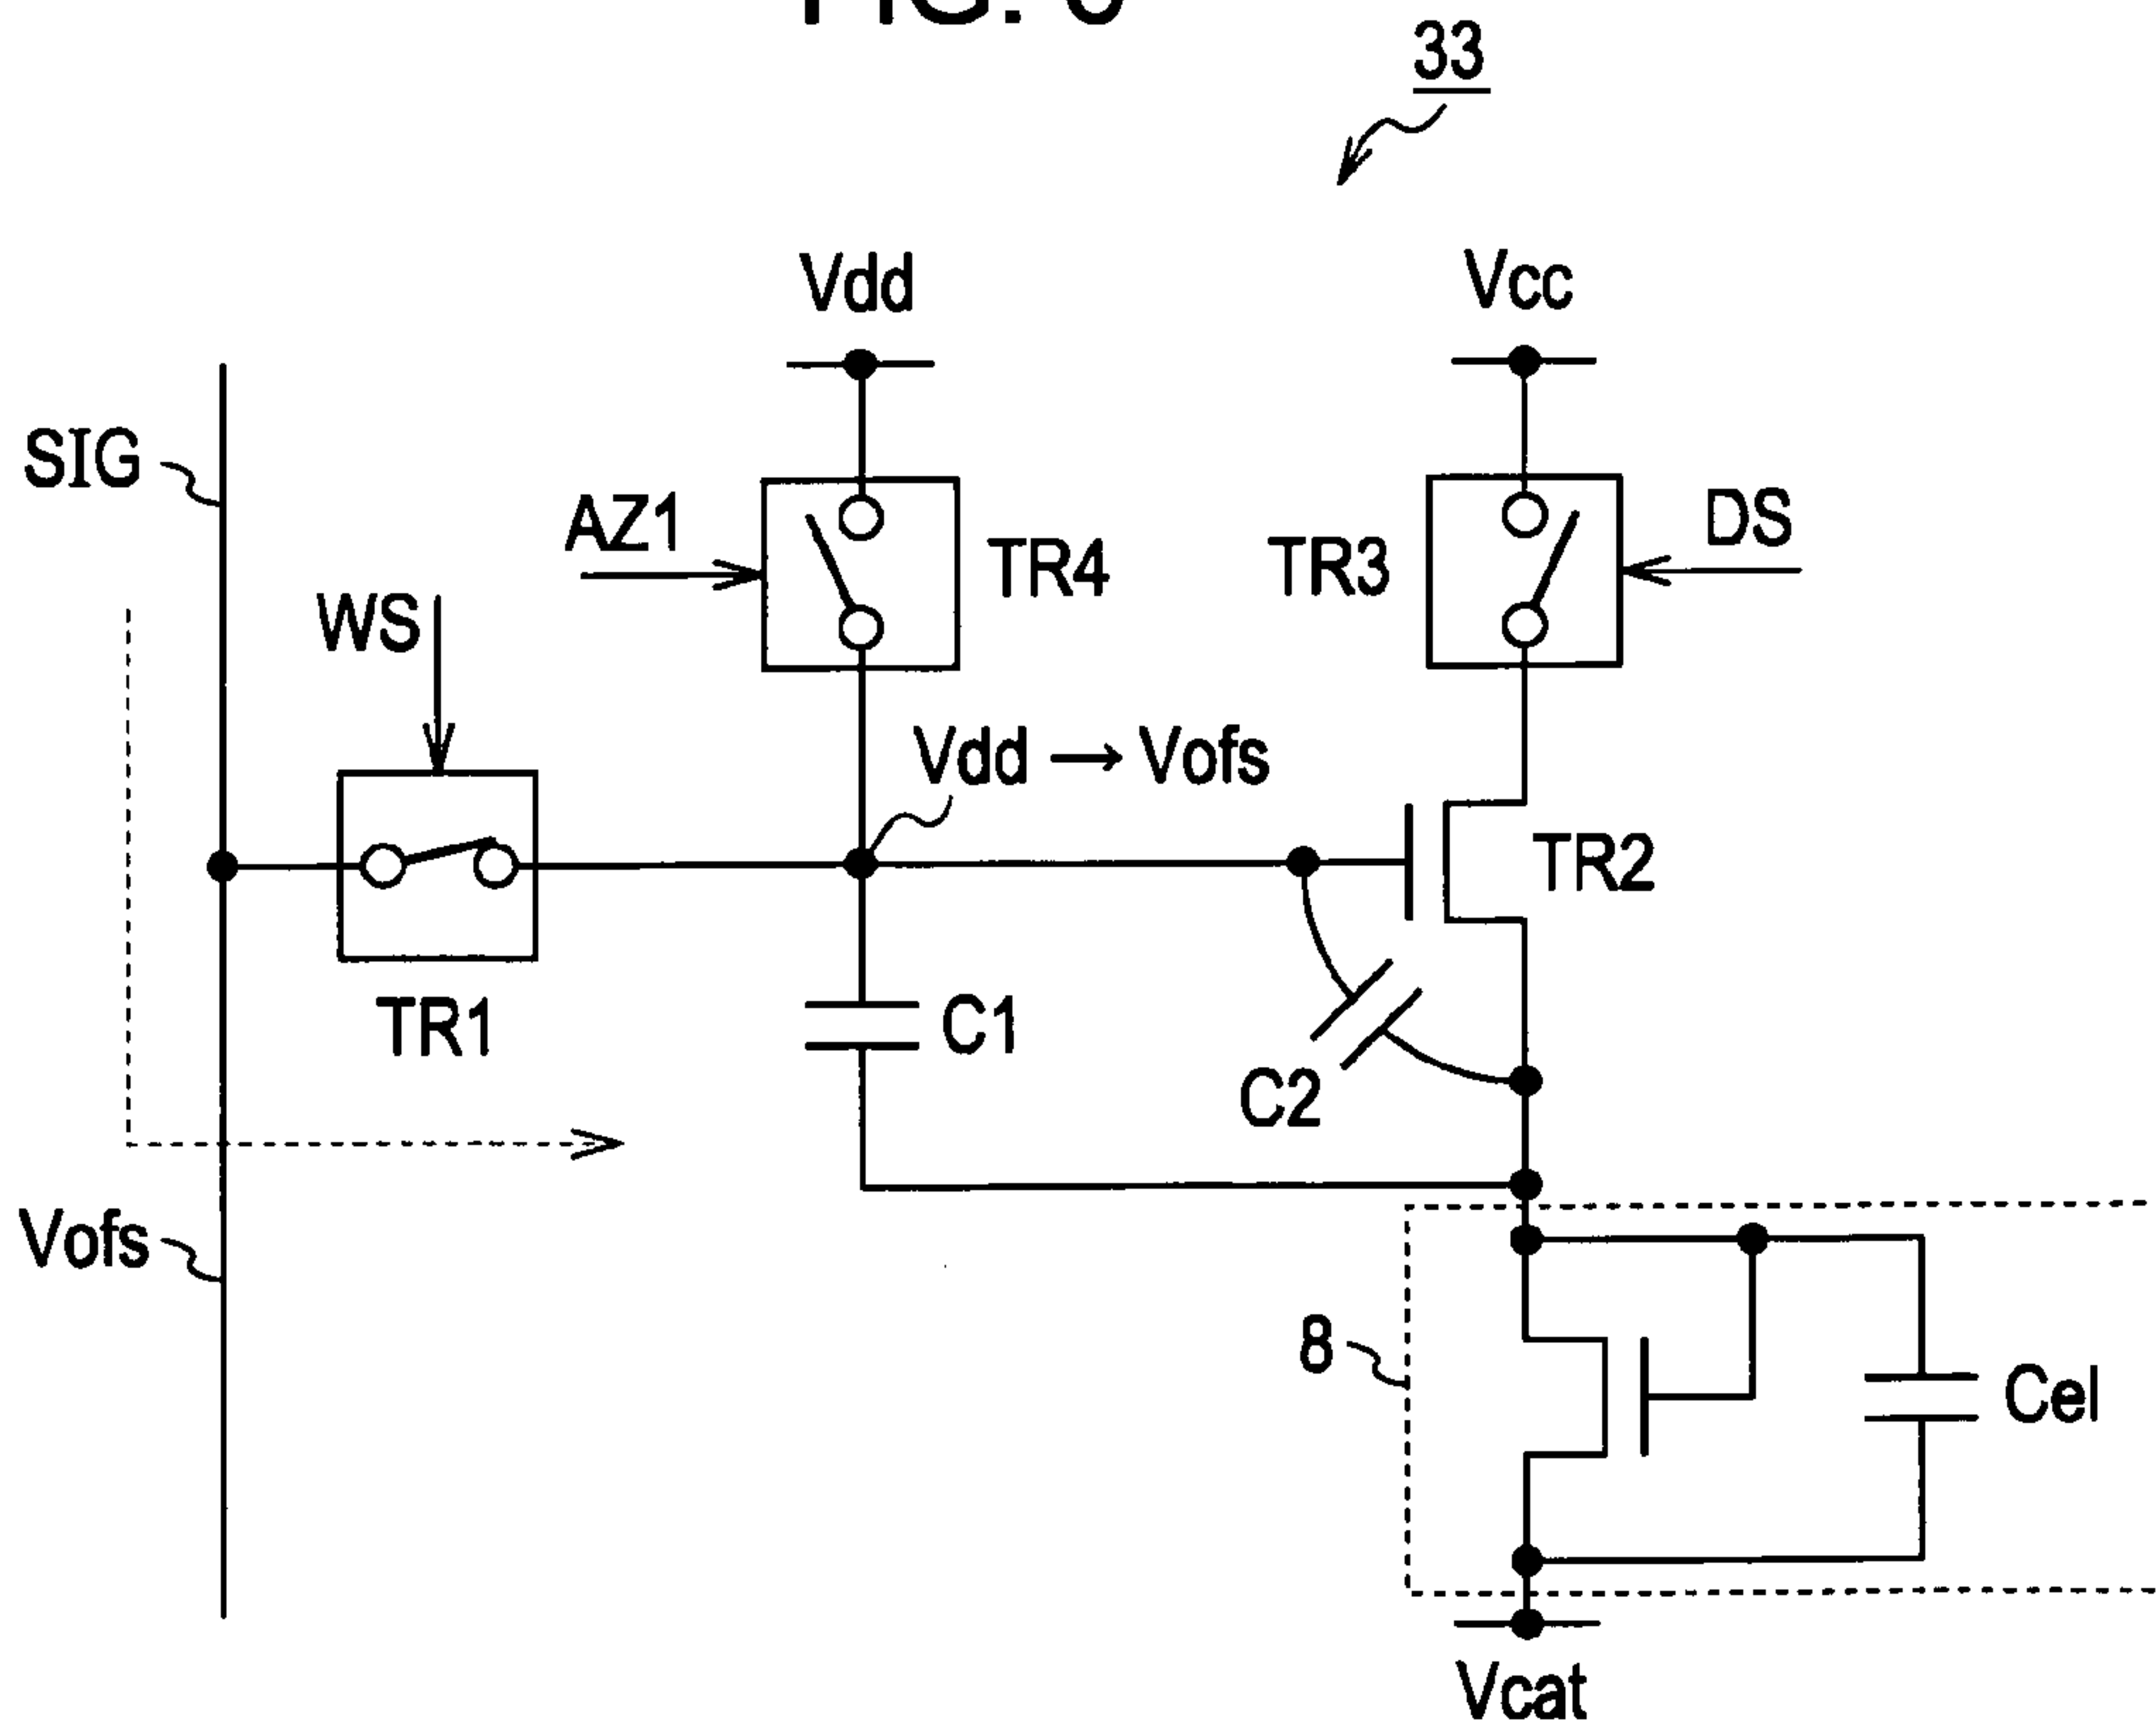 33
Vdd
Vcc
SIG
AZ1
TR4
TR3
DS
WS
Vdd → Vofs
TR2
TR1
C1
C2
Vofs
8
Cel
Vcat